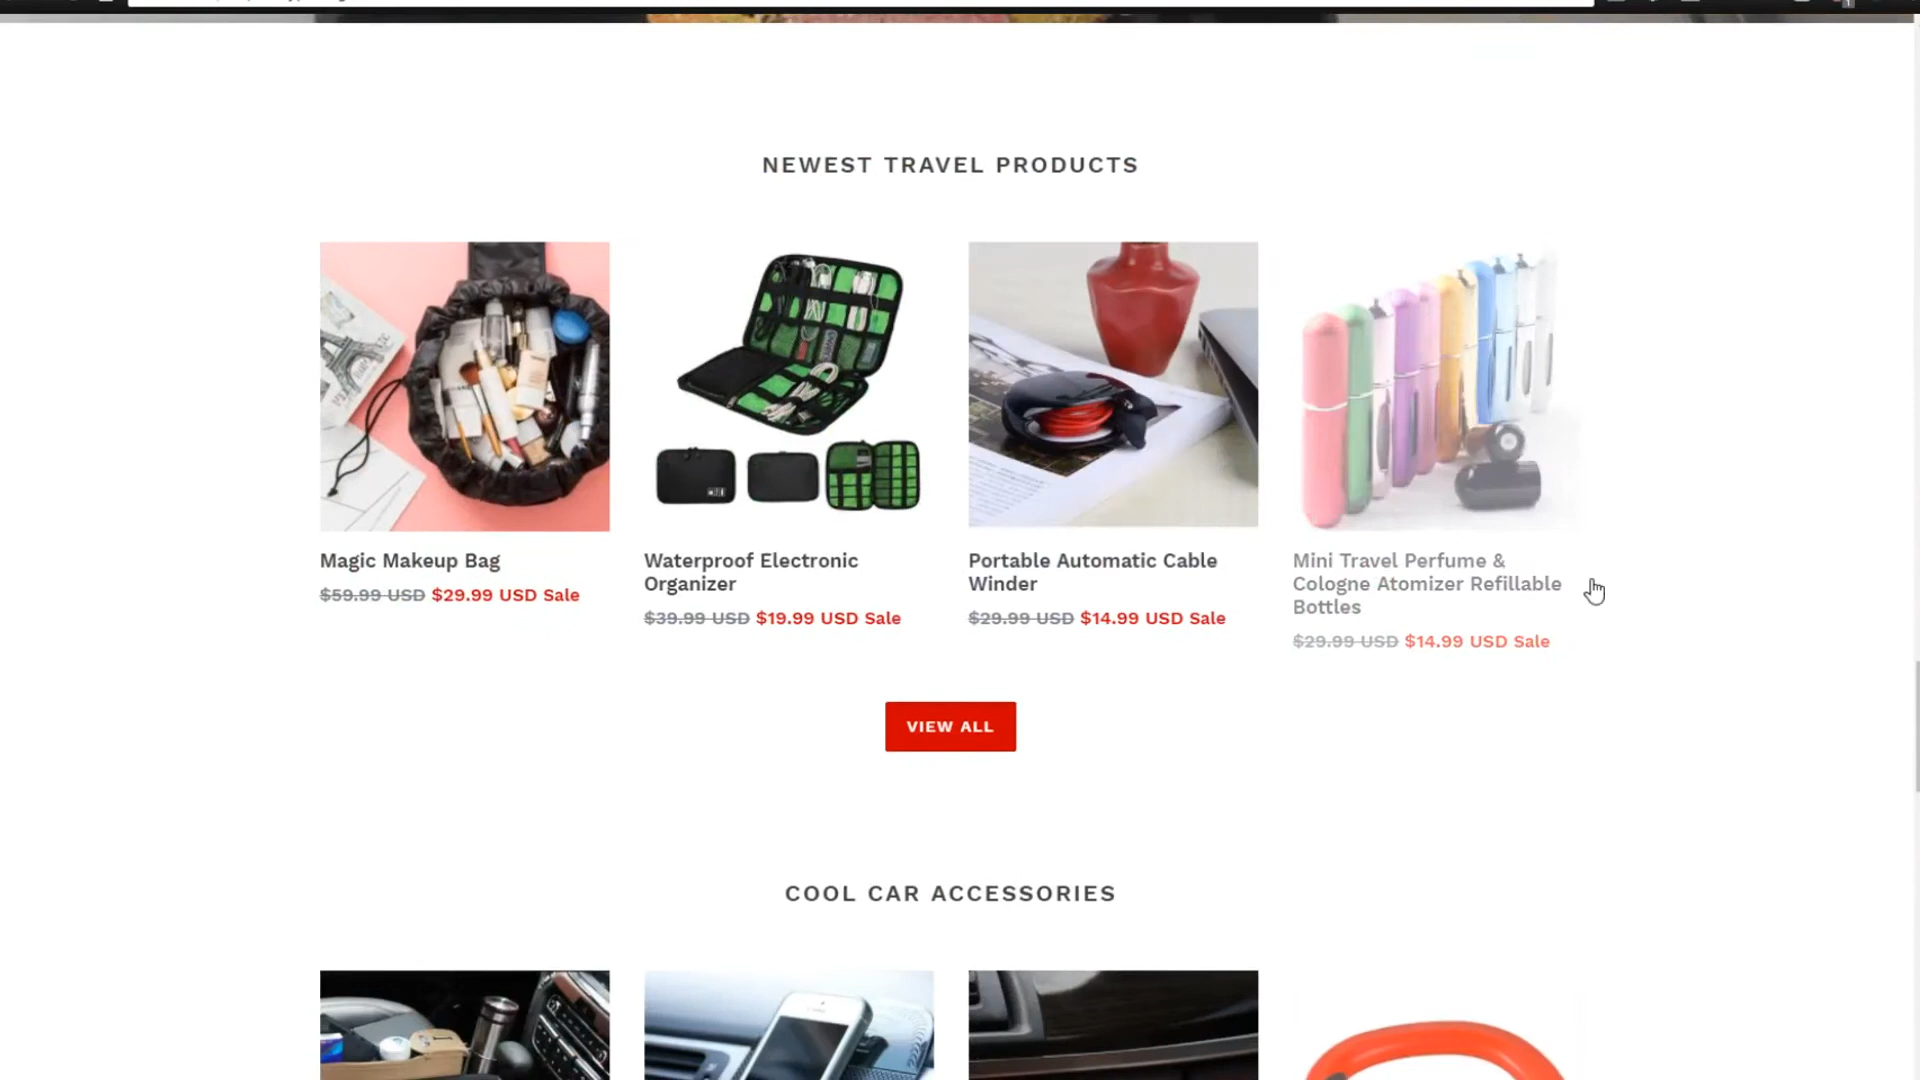 NEWEST TRAVEL PRODUCTS
Magic Makeup Bag
$59.99 USD $29.99 USD Sale
Waterproof Electronic
Organizer
$39.99 USD $19.99 USD Sale
Portable Automatic Cable
Winder
$29.99 USD $14.99 USD Sale
Mini Travel Perfume &
Cologne Atomizer Refillable
Bottles
$29.99 USD $14.99 USD Sale
VIEW ALL
COOL CAR ACCESSORIES